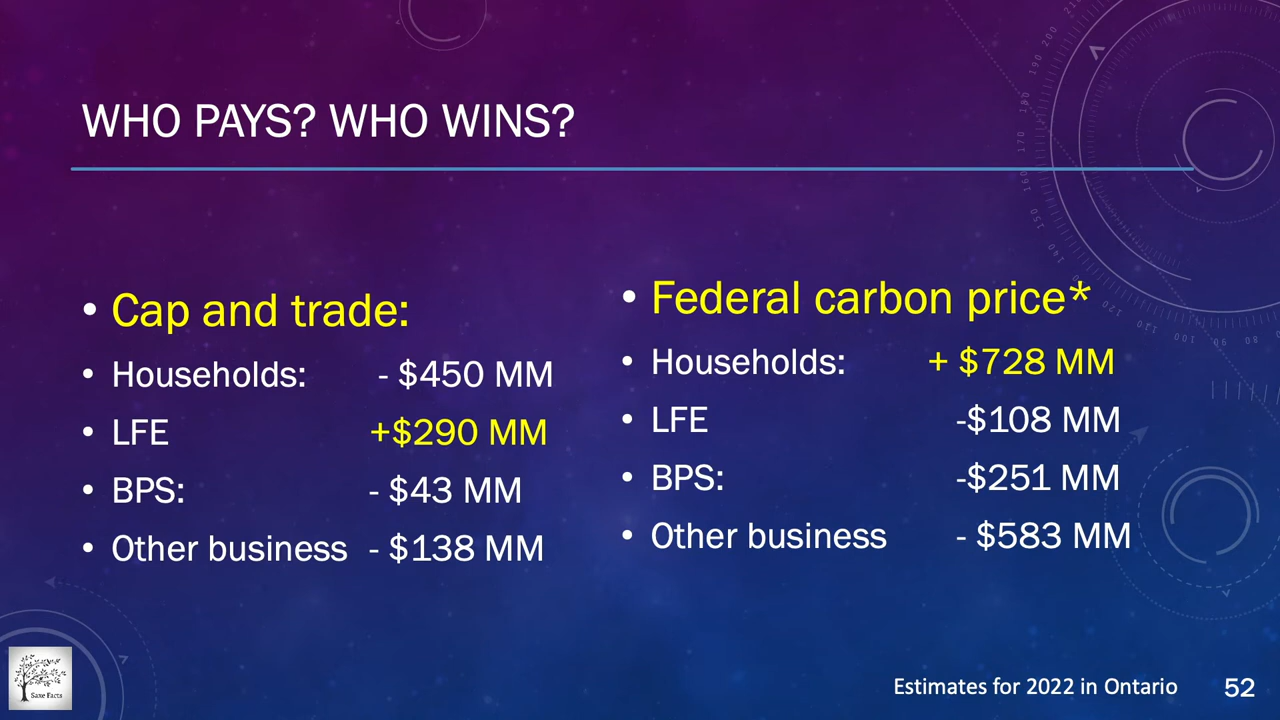 WHO PAYS? WHO WINS?
• Cap and trade:
• Households: - $450 MM
• LFE +$290 MM
• BPS: - $43 MM
• Other business - $138 MM
• Federal carbon price*
• Households: + $728 MM
• LFE -$108 MM
• BPS: -$251 MM
• Other business - $583 MM
Saxe Facts
Estimates for 2022 in Ontario
52